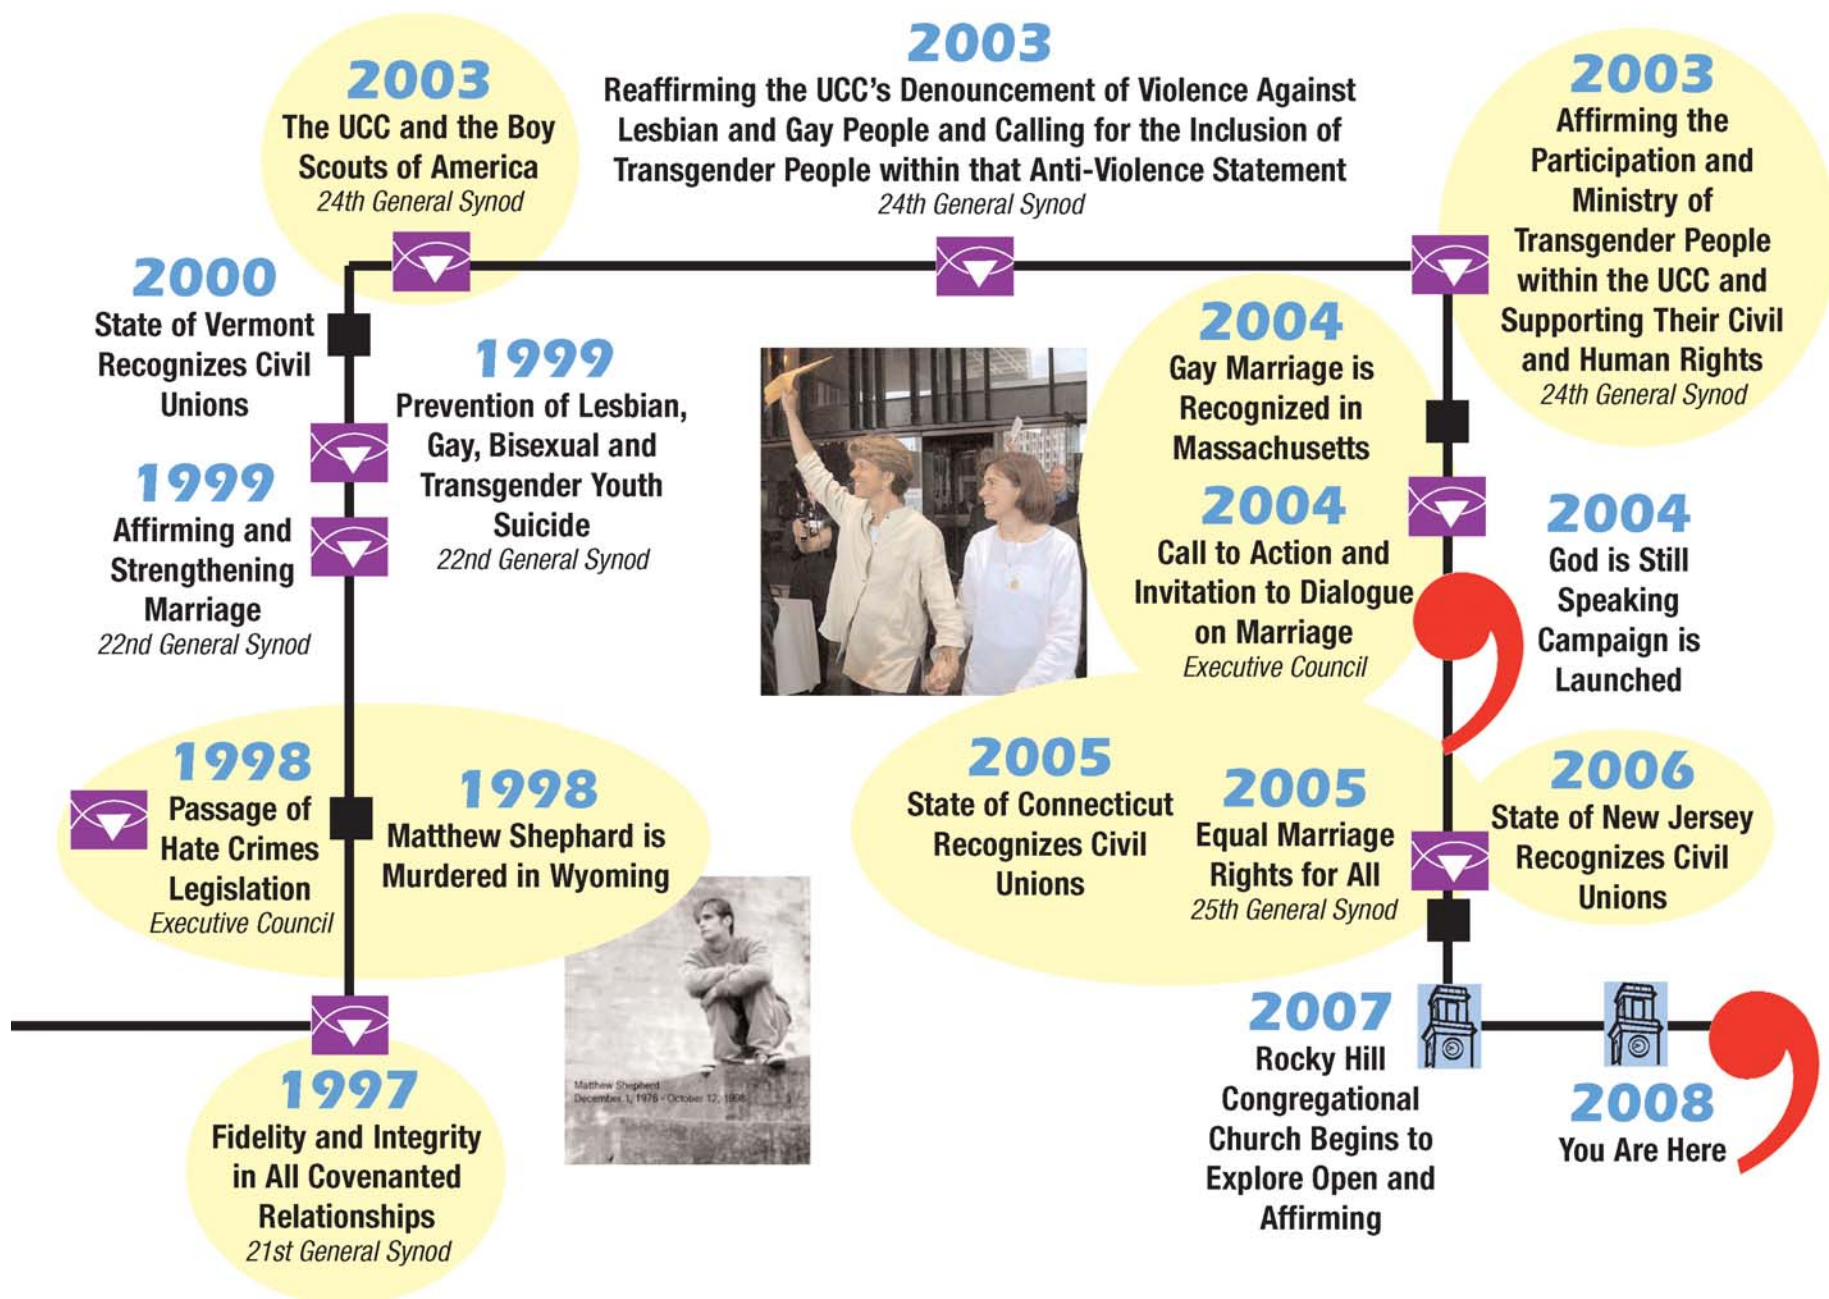 2003
The UCC and the Boy
Scouts of America
24th General Synod
2003
Reaffirming the UCC's Denouncement of Violence Against
Lesbian and Gay People and Calling for the Inclusion of
Transgender People within that Anti-Violence Statement
24th General Synod
2003
Affirming the
Participation and
Ministry of
Transgender People
within the UCC and
Supporting Their Civil
and Human Rights
24th General Synod
2000
State of Vermont
Recognizes Civil
Unions
1999
Prevention of Lesbian,
Gay, Bisexual and
Transgender Youth
Suicide
22nd General Synod
1999
Affirming and
Strengthening
Marriage
22nd General Synod
2004
Gay Marriage is
Recognized in
Massachusetts
2004
Call to Action and
Invitation to Dialogue
on Marriage
Executive Council
2004
God is Still
Speaking
Campaign is
Launched
1998
Passage of
Hate Crimes
Legislation
Executive Council
1998
Matthew Shephard is
Murdered in Wyoming
Matthew Shepherd
December 1, 1976 - October 12, 1998
2005
State of Connecticut
Recognizes Civil
Unions
2005
Equal Marriage
Rights for All
25th General Synod
2006
State of New Jersey
Recognizes Civil
Unions
1997
Fidelity and Integrity
in All Covenanted
Relationships
21st General Synod
2007
Rocky Hill
Congregational
Church Begins to
Explore Open and
Affirming
2008
You Are Here